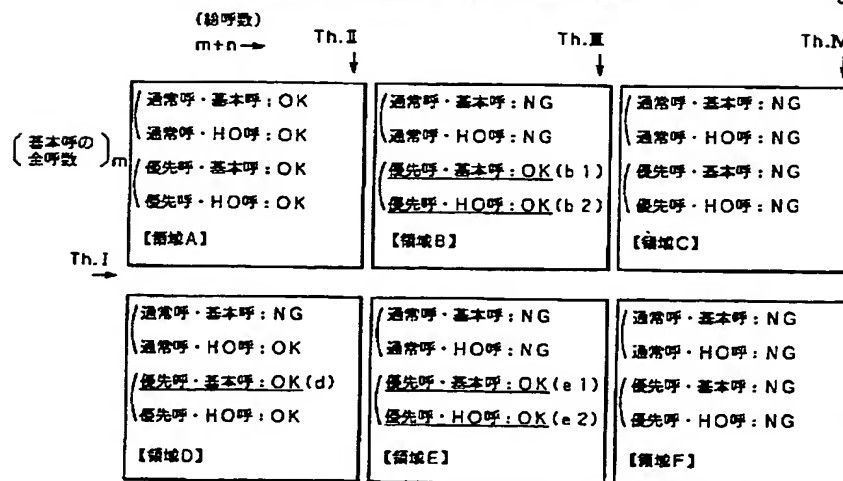 (総呼数)
m+n→ Th.Ⅱ Th.Ⅲ Th.Ⅳ
通常呼・基本呼:OK
通常呼・HO呼:OK
優先呼・基本呼:OK
優先呼・HO呼:OK
【領域A】
通常呼・基本呼:NG
通常呼・HO呼:NG
優先呼・基本呼:OK(b1)
優先呼・HO呼:OK(b2)
【領域B】
通常呼・基本呼:NG
通常呼・HO呼:NG
優先呼・基本呼:NG
優先呼・HO呼:NG
【領域C】
基本呼の
全呼数
m
Th.Ⅰ
通常呼・基本呼:NG
通常呼・HO呼:OK
優先呼・基本呼:OK(d)
優先呼・HO呼:OK
【領域D】
通常呼・基本呼:NG
通常呼・HO呼:NG
優先呼・基本呼:OK(e1)
優先呼・HO呼:OK(e2)
【領域E】
通常呼・基本呼:NG
通常呼・HO呼:NG
優先呼・基本呼:NG
優先呼・HO呼:NG
【領域F】